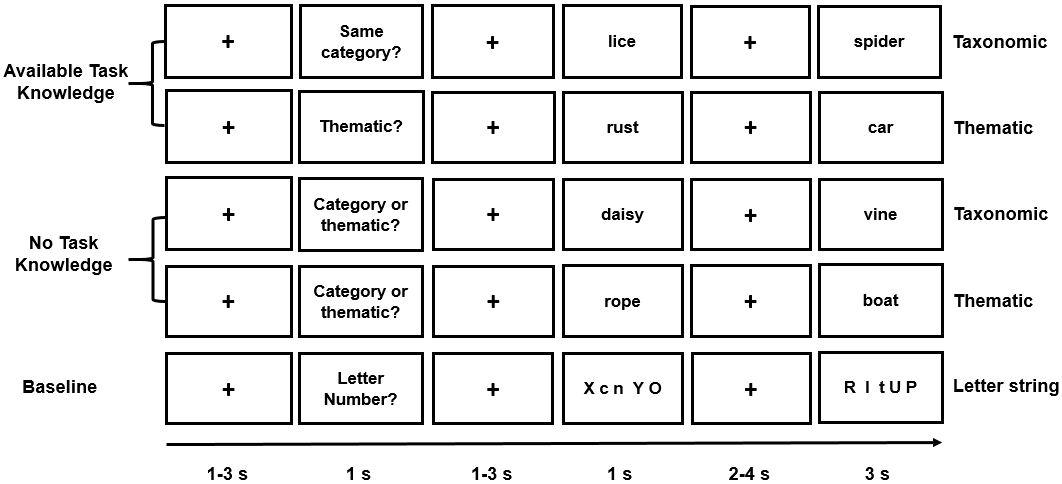 Available Task
Knowledge
+
Same
category?
+
lice
+
spider
Taxonomic
+
Thematic?
+
rust
+
car
Thematic
No Task
Knowledge
+
Category or
thematic?
+
daisy
+
vine
Taxonomic
+
Category or
thematic?
+
rope
+
boat
Thematic
Baseline
+
Letter
Number?
+
X c n Y O
+
R I t U P
Letter string
1-3 s
1 s
1-3 s
1 s
2-4 s
3 s